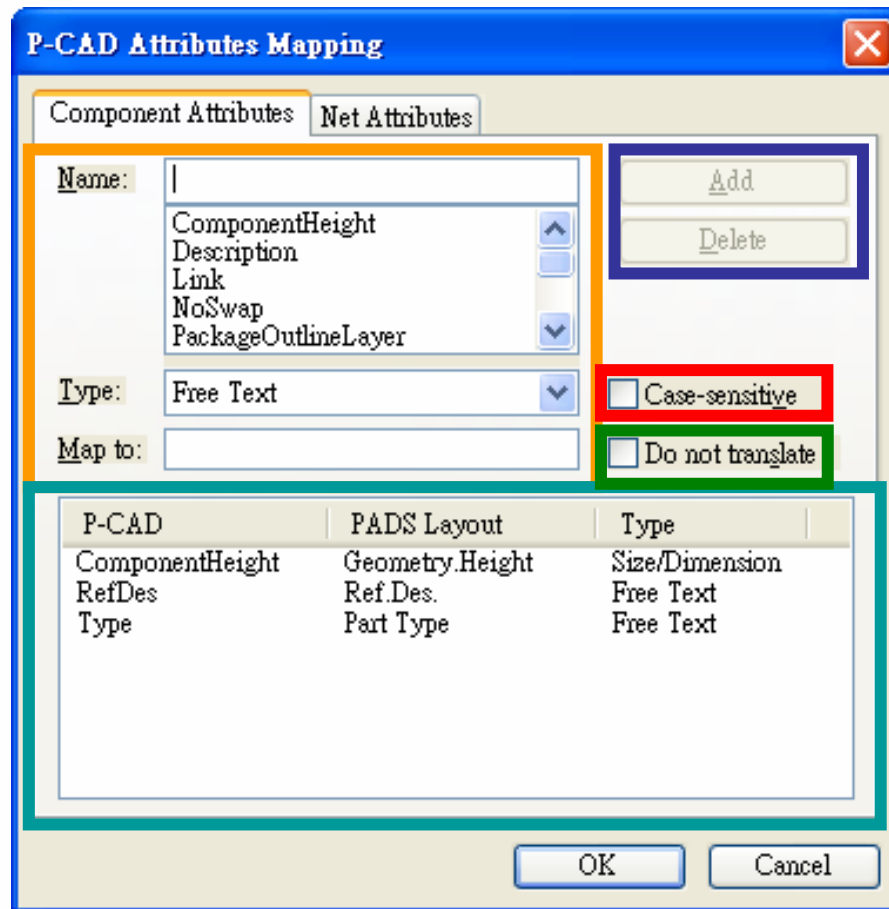 P-CAD Attributes Mapping
Component Attributes
Net Attributes
Name:
Add
ComponentHeight
Description
Delete
Link
NoSwap
PackageOutlineLayer
Type:
Free Text
Case-sensitive
Map to:
Do not translate
P-CAD PADS Layout Type
ComponentHeight Geometry.Height Size/Dimension
RefDes Ref.Des. Free Text
Type Part Type Free Text
OK
Cancel